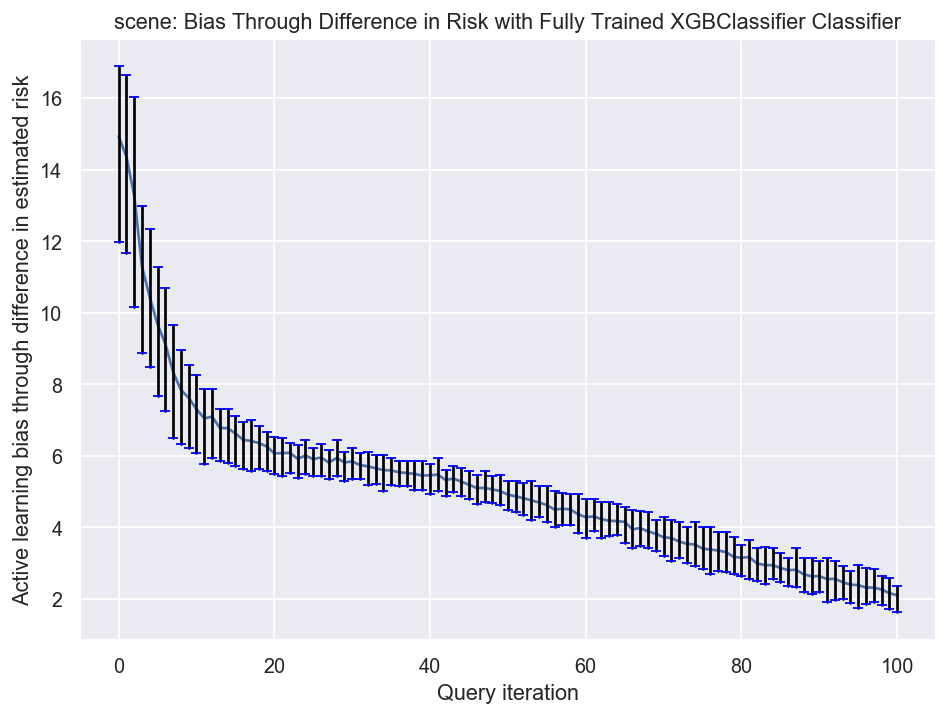 scene: Bias Through Difference in Risk with Fully Trained XGBClassifier Classifier
Active learning bias through difference in estimated risk
16
14
12
10
8
6
4
2
0 20 40 60 80 100
Query iteration